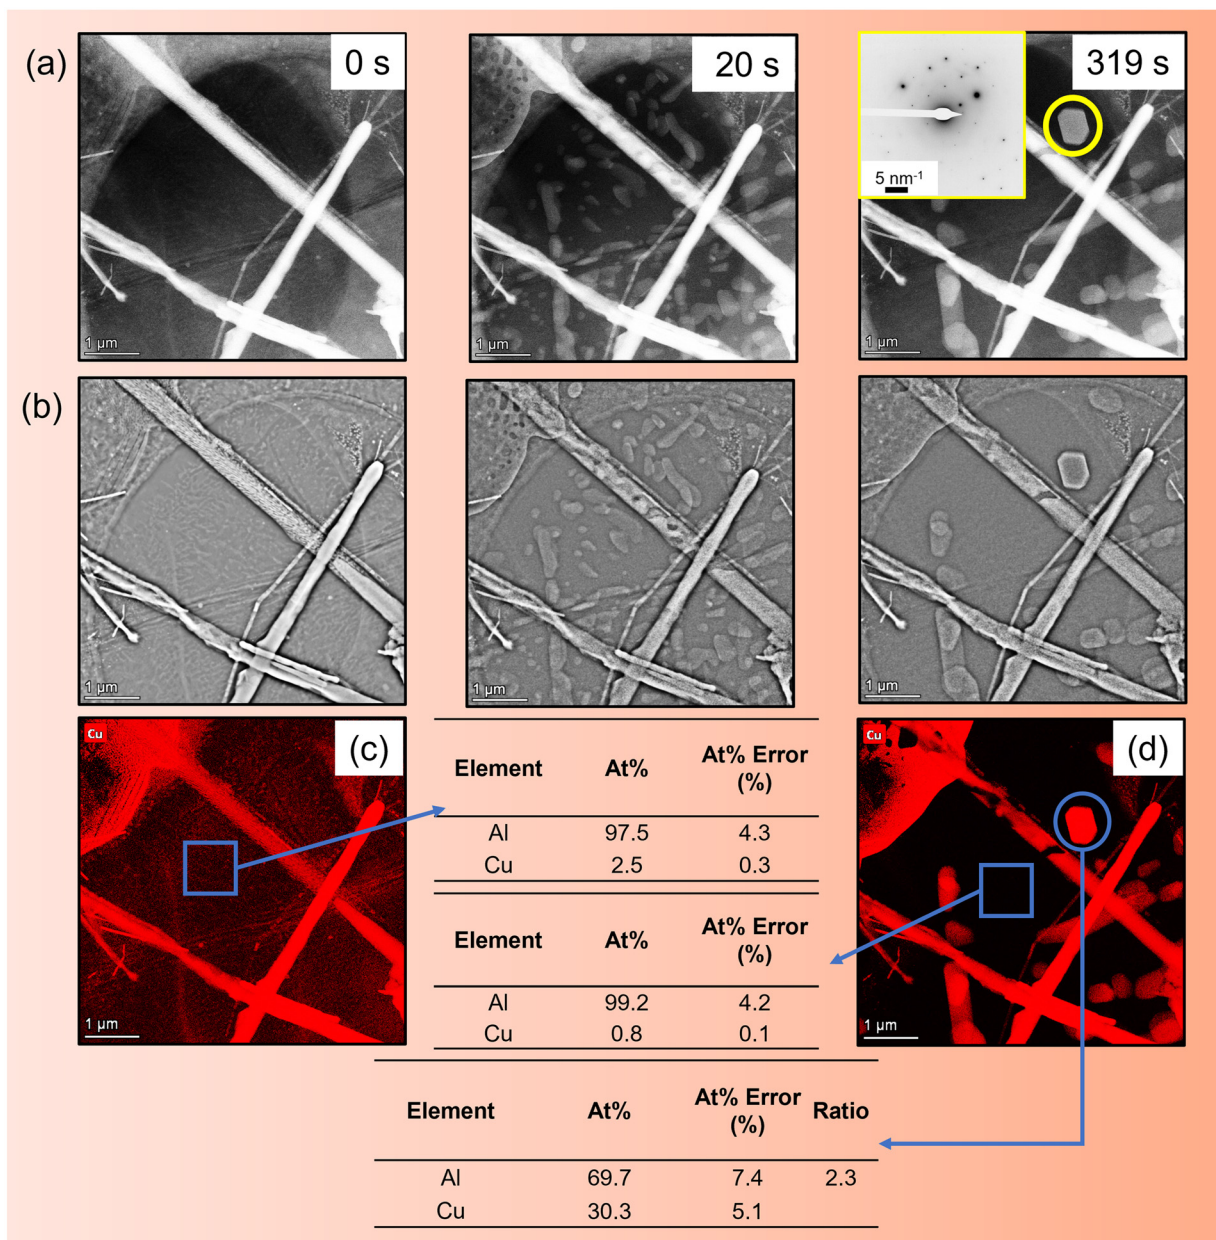 (a)
0 s
20 s
319 s
5 nm-1
1 µm
1 µm
1 µm
(b)
1 µm
1 µm
1 µm
Cu
(c)
1 µm
Element At% At% Error (%)
Al 97.5 4.3
Cu 2.5 0.3
Element At% At% Error (%)
Al 99.2 4.2
Cu 0.8 0.1
Cu
(d)
1 µm
Element At% At% Error (%) Ratio
Al 69.7 7.4 2.3
Cu 30.3 5.1